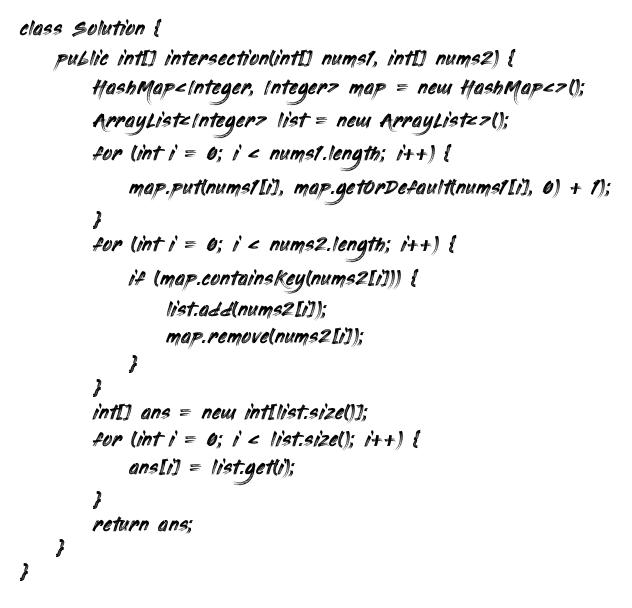 class Solution {
    public int[] intersection(int[] nums1, int[] nums2) {
        HashMap<Integer, Integer> map = new HashMap<>();
        ArrayList<Integer> list = new ArrayList<>();
        for (int i = 0; i < nums1.length; i++) {
            map.put(nums1[i], map.getOrDefault(nums1[i], 0) + 1);
        }
        for (int i = 0; i < nums2.length; i++) {
            if (map.containsKey(nums2[i])) {
                list.add(nums2[i]);
                map.remove(nums2[i]);
            }
        }
        int[] ans = new int[list.size()];
        for (int i = 0; i < list.size(); i++) {
            ans[i] = list.get(i);
        }
        return ans;
    }
}